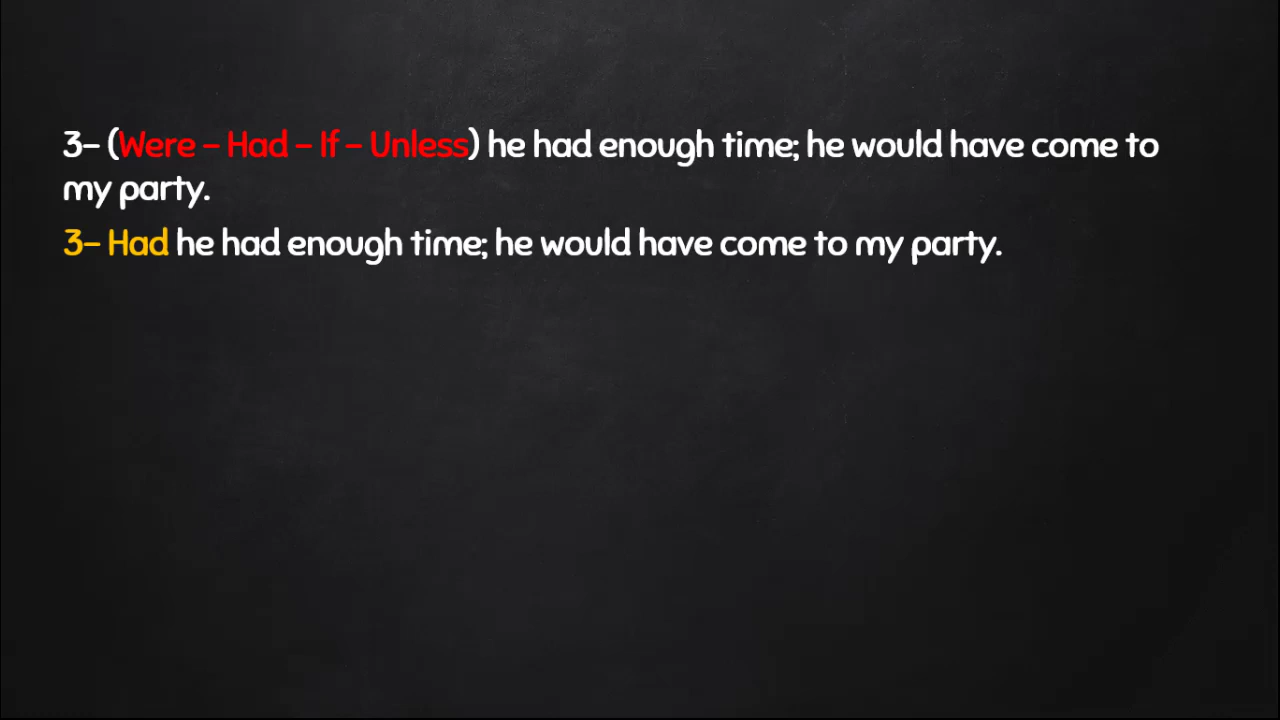 3- (Were - Had - If - Unless) he had enough time; he would have come to
my party.
3- Had he had enough time; he would have come to my party.